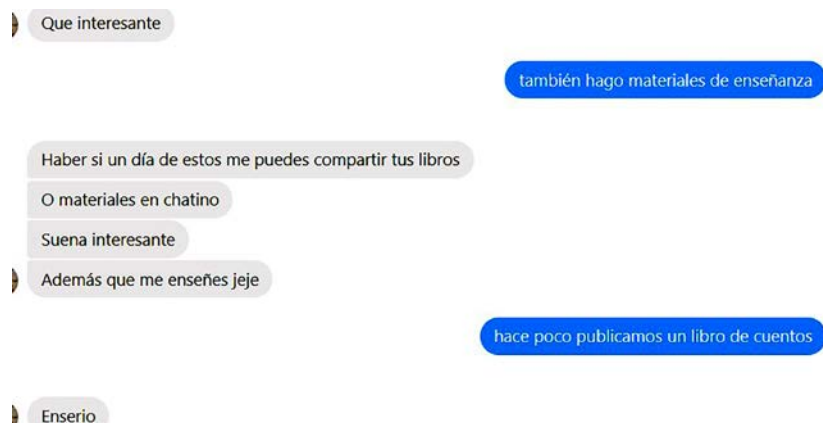 Que interesante
también hago materiales de enseñanza
Haber si un día de estos me puedes compartir tus libros
O materiales en chatino
Suena interesante
Además que me enseñes jeje
hace poco publicamos un libro de cuentos
Enserio